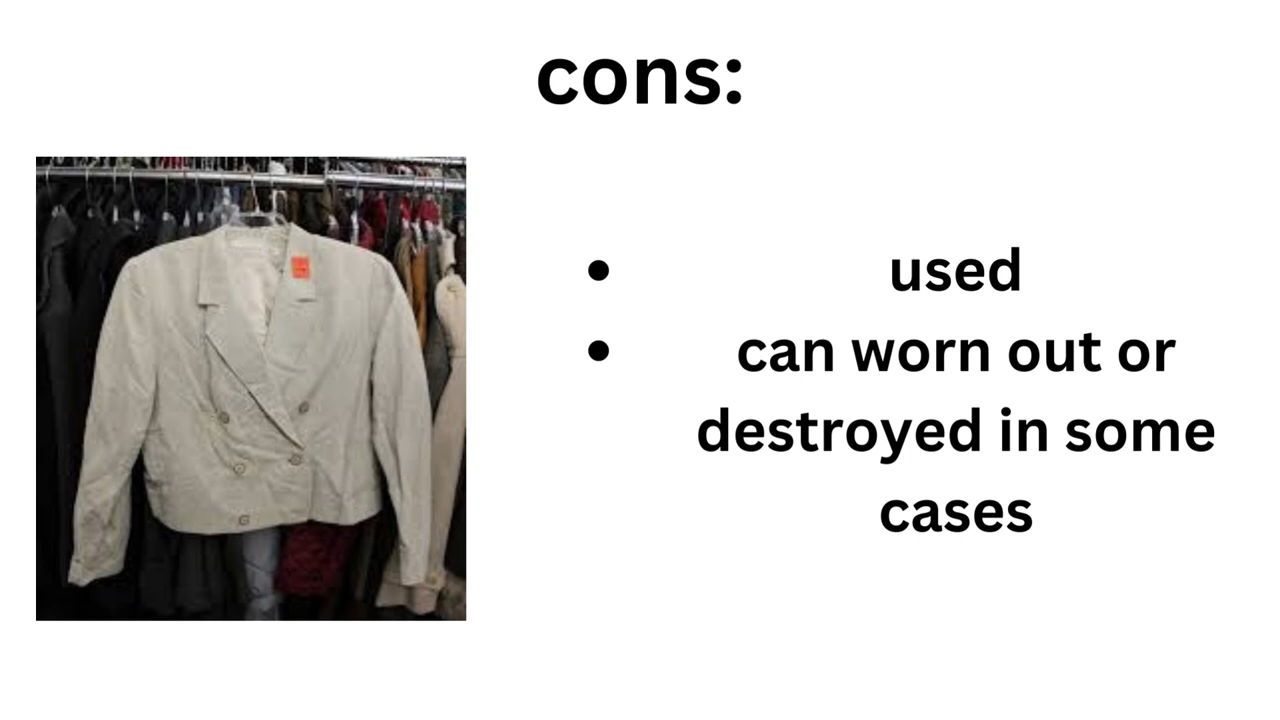 cons:
used
can worn out or
destroyed in some
cases